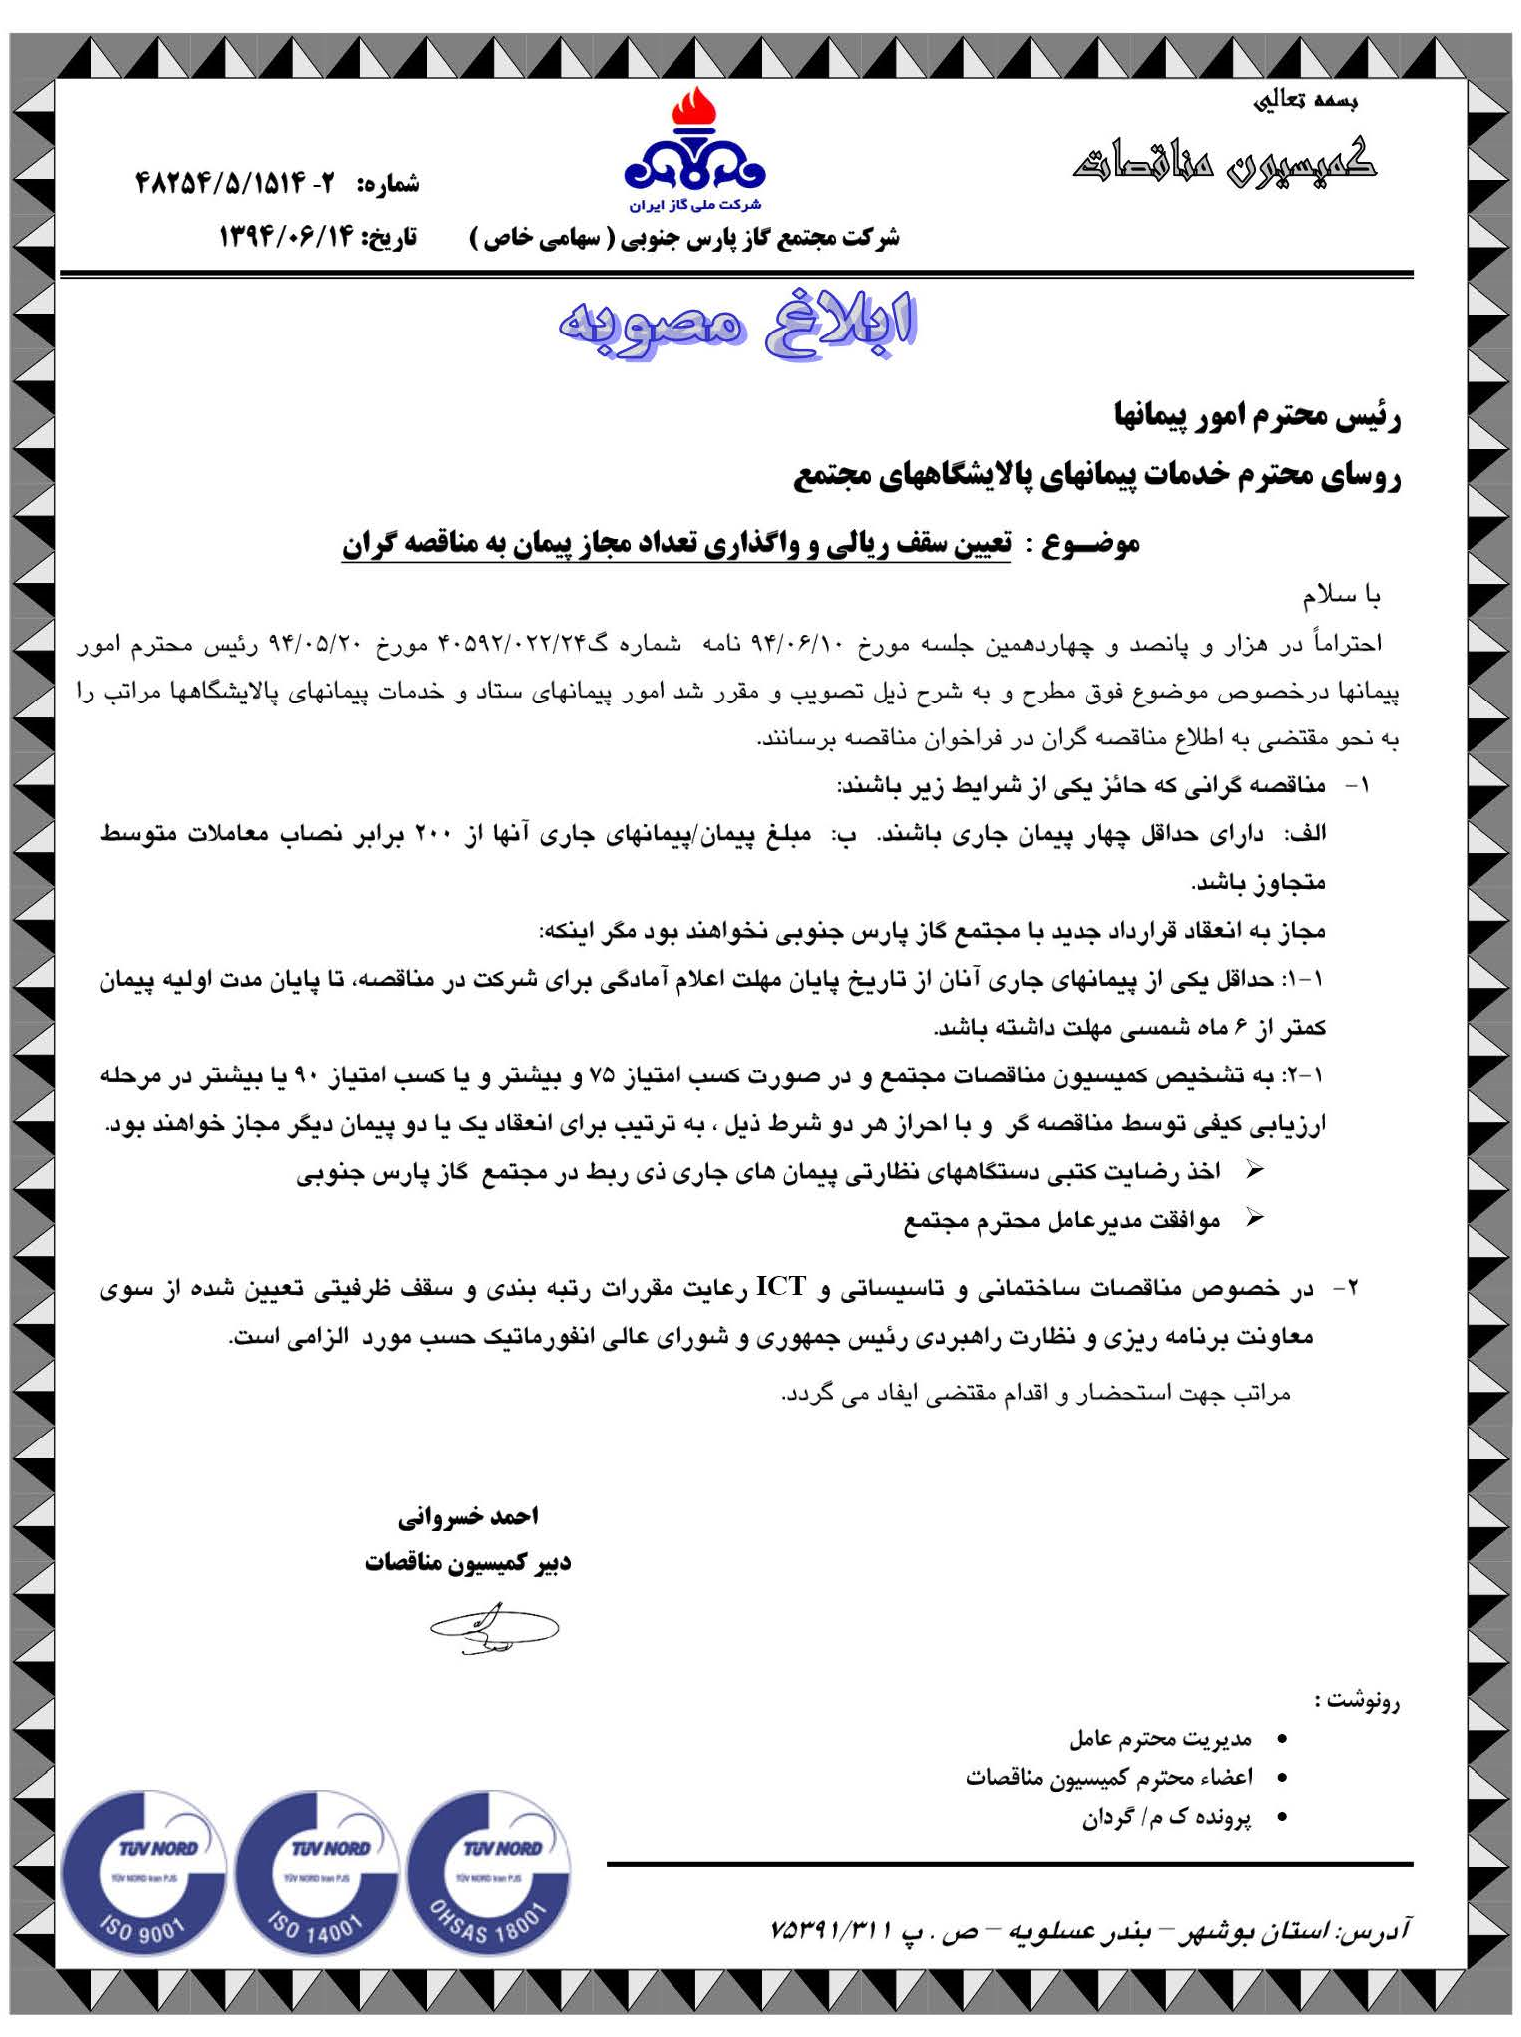 بسمه تعالی
کمیسیون مناقصات
شرکت ملی گاز ایران
شماره: ۲- ۴۸۲۵۴/۵/۱۵۱۴
شرکت مجتمع گاز پارس جنوبی ( سهامی خاص )
تاریخ: ۱۳۹۴/۰۶/۱۴
ابلاغ مصوبه
رئیس محترم امور پیمانها
روسای محترم خدمات پیمانهای پالایشگاههای مجتمع
موضــوع : تعیین سقف ریالی و واگذاری تعداد مجاز پیمان به مناقصه گران
با سلام
احتراماً در هزار و پانصد و چهاردهمین جلسه مورخ ۹۴/۰۶/۱۰ نامه شماره گ۴۰۵۹۲/۰۲۲/۲۴ مورخ ۹۴/۰۵/۲۰ رئیس محترم امور
پیمانها درخصوص موضوع فوق مطرح و به شرح ذیل تصویب و مقرر شد امور پیمانهای ستاد و خدمات پیمانهای پالایشگاهها مراتب را
به نحو مقتضی به اطلاع مناقصه گران در فراخوان مناقصه برسانند.
۱- مناقصه گرانی که حائز یکی از شرایط زیر باشند:
الف: دارای حداقل چهار پیمان جاری باشند. ب: مبلغ پیمان/پیمانهای جاری آنها از ۲۰۰ برابر نصاب معاملات متوسط
متجاوز باشد.
مجاز به انعقاد قرارداد جدید با مجتمع گاز پارس جنوبی نخواهند بود مگر اینکه:
۱-۱: حداقل یکی از پیمانهای جاری آنان از تاریخ پایان مهلت اعلام آمادگی برای شرکت در مناقصه، تا پایان مدت اولیه پیمان
کمتر از ۶ ماه شمسی مهلت داشته باشد.
۲-۱: به تشخیص کمیسیون مناقصات مجتمع و در صورت کسب امتیاز ۷۵ و بیشتر و یا کسب امتیاز ۹۰ یا بیشتر در مرحله
ارزیابی کیفی توسط مناقصه گر و با احراز هر دو شرط ذیل ، به ترتیب برای انعقاد یک یا دو پیمان دیگر مجاز خواهند بود.
➢ اخذ رضایت کتبی دستگاههای نظارتی پیمان های جاری ذی ربط در مجتمع گاز پارس جنوبی
➢ موافقت مدیرعامل محترم مجتمع
۲- در خصوص مناقصات ساختمانی و تاسیساتی و ICT رعایت مقررات رتبه بندی و سقف ظرفیتی تعیین شده از سوی
معاونت برنامه ریزی و نظارت راهبردی رئیس جمهوری و شورای عالی انفورماتیک حسب مورد الزامی است.
مراتب جهت استحضار و اقدام مقتضی ایفاد می گردد.
احمد خسروانی
دبیر کمیسیون مناقصات
رونوشت :
• مدیریت محترم عامل
• اعضاء محترم کمیسیون مناقصات
• پرونده ک م/ گردان
TÜV NORD
TÜV NORD Iran PJS
ISO 9001
TÜV NORD
TÜV NORD Iran PJS
ISO 14001
TÜV NORD
TÜV NORD Iran PJS
OHSAS 18001
آدرس: استان بوشهر – بندر عسلویه – ص . پ ۷۵۳۹۱/۳۱۱